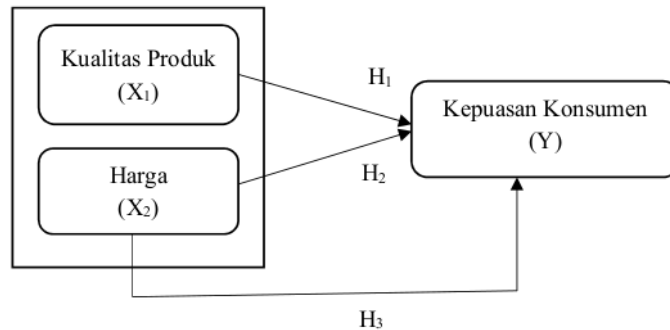 Kualitas Produk
(X₁)
H₁
Kepuasan Konsumen
(Y)
Harga
(X₂)
H₂
H₃